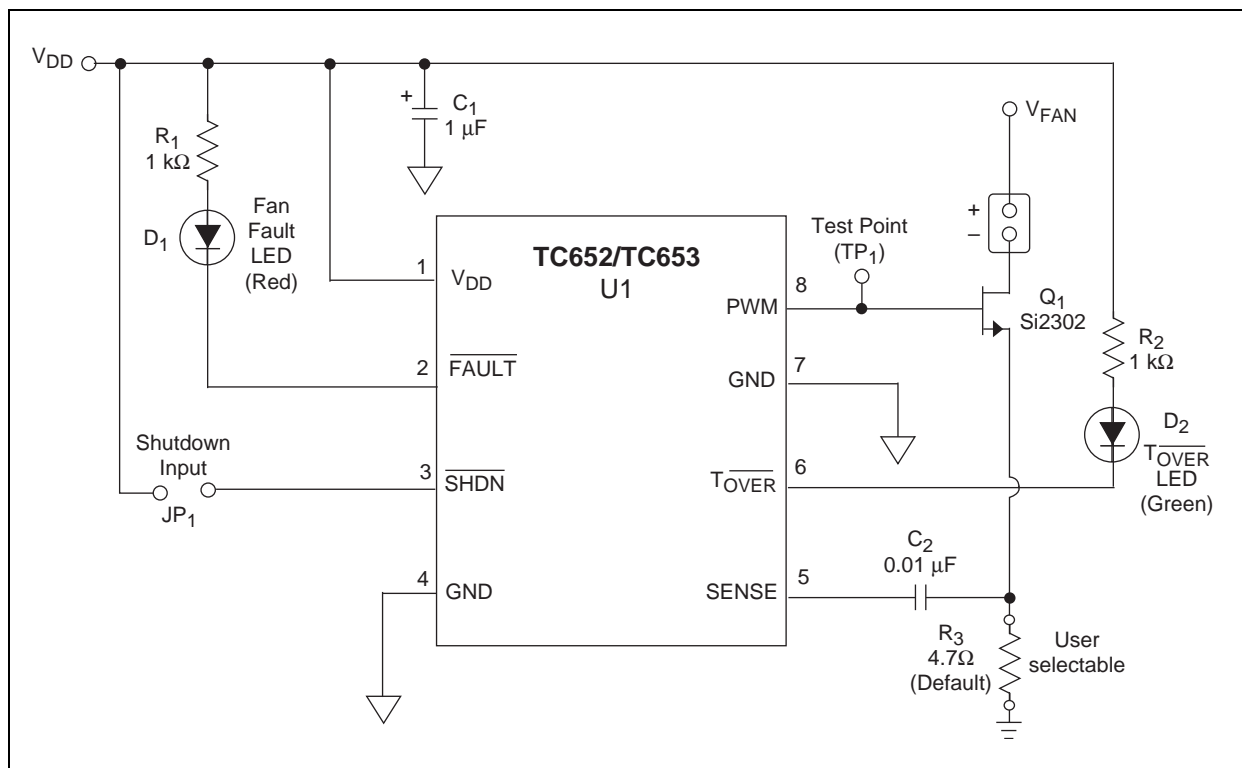 VDD
R1
1 kΩ
D1
Fan
Fault
LED
(Red)
+
C1
1 µF
VFAN
+
–
Test Point
(TP1)
TC652/TC653
U1
1
VDD
2
FAULT
Shutdown
Input
JP1
3
SHDN
4
GND
8
PWM
7
GND
6
TOVER
5
SENSE
Q1
Si2302
R2
1 kΩ
D2
TOVER
LED
(Green)
C2
0.01 µF
R3
4.7Ω
(Default)
User
selectable